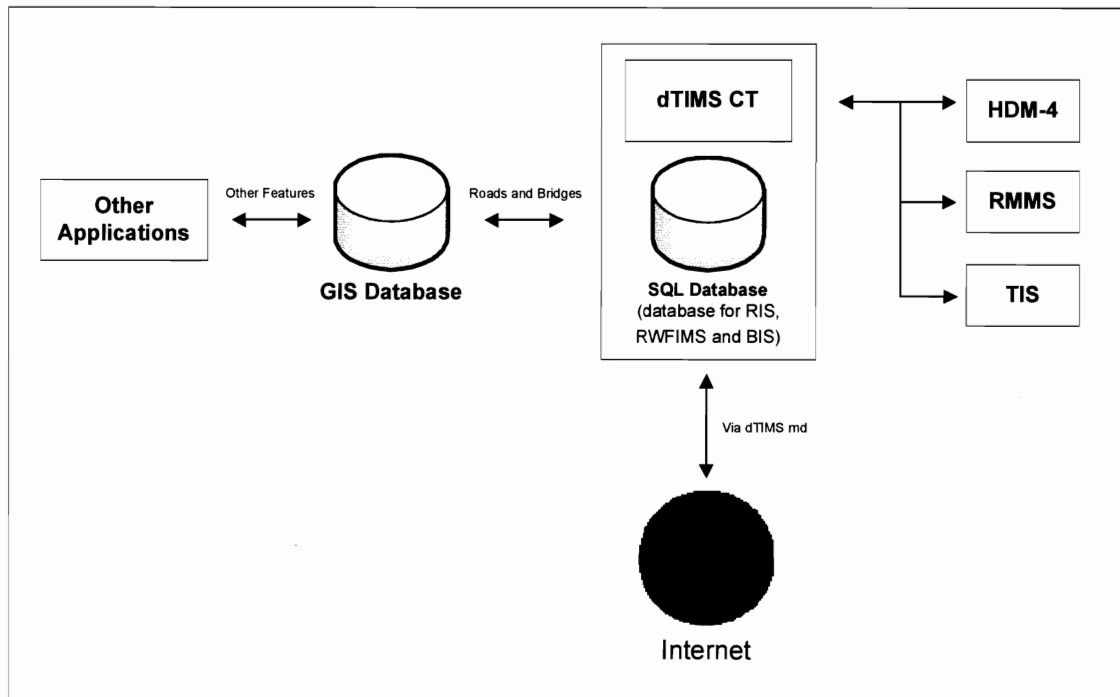 Other
Applications
Other Features
GIS Database
Roads and Bridges
dTIMS CT
SQL Database
(database for RIS,
RWFIMS and BIS)
HDM-4
RMMS
TIS
Via dTIMS md
Internet